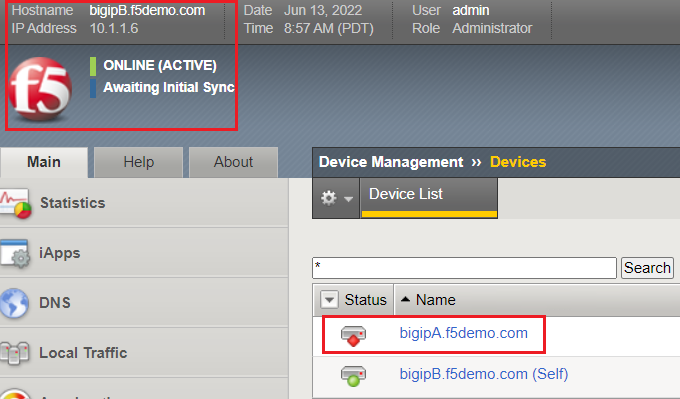 Hostname bigipB.f5demo.com Date Jun 13, 2022 User admin
IP Address 10.1.1.6 Time 8:57 AM (PDT) Role Administrator
f5
ONLINE (ACTIVE)
Awaiting Initial Sync
Main Help About
Device Management ›› Devices
Statistics
Device List
iApps
*
Search
DNS
Status Name
Local Traffic
bigipA.f5demo.com
bigipB.f5demo.com (Self)